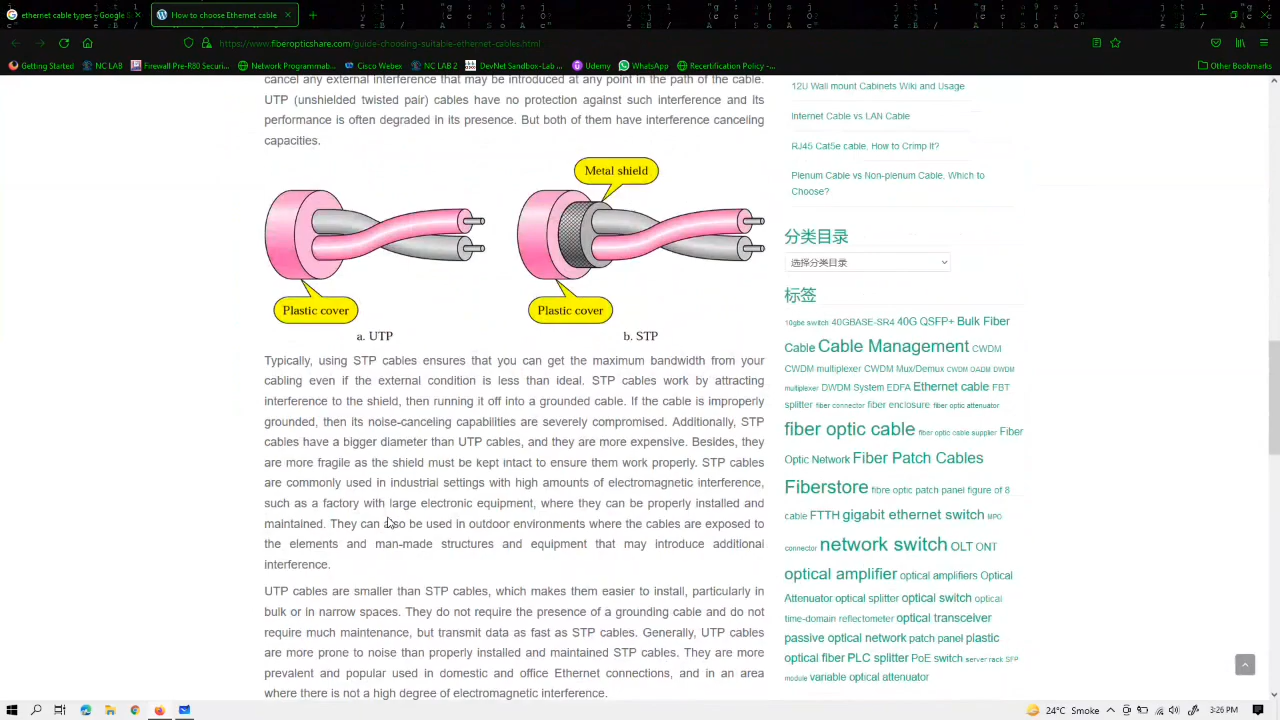 ethernet cable types - Google S
How to choose Ethernet cable
https://www.fiberopticshare.com/guide-choosing-suitable-ethernet-cables.html
Getting Started
NC LAB
Firewall Pre-R80 Securi...
Network Programmab...
Cisco Webex
NC LAB 2
DevNet Sandbox-Lab ...
Udemy
WhatsApp
Recertification Policy -...
Other Bookmarks
cancel any external interference that may be introduced at any point in the path of the cable.
UTP (unshielded twisted pair) cables have no protection against such interference and its
performance is often degraded in its presence. But both of them have interference canceling
capacities.
Metal shield
Plastic cover
Plastic cover
a. UTP
b. STP
Typically, using STP cables ensures that you can get the maximum bandwidth from your
cabling even if the external condition is less than ideal. STP cables work by attracting
interference to the shield, then running it off into a grounded cable. If the cable is improperly
grounded, then its noise-canceling capabilities are severely compromised. Additionally, STP
cables have a bigger diameter than UTP cables, and they are more expensive. Besides, they
are more fragile as the shield must be kept intact to ensure them work properly. STP cables
are commonly used in industrial settings with high amounts of electromagnetic interference,
such as a factory with large electronic equipment, where they can be properly installed and
maintained. They can also be used in outdoor environments where the cables are exposed to
the elements and man-made structures and equipment that may introduce additional
interference.
UTP cables are smaller than STP cables, which makes them easier to install, particularly in
bulk or in narrow spaces. They do not require the presence of a grounding cable and do not
require much maintenance, but transmit data as fast as STP cables. Generally, UTP cables
are more prone to noise than properly installed and maintained STP cables. They are more
prevalent and popular used in domestic and office Ethernet connections, and in an area
where there is not a high degree of electromagnetic interference.
12U Wall mount Cabinets Wiki and Usage
Internet Cable vs LAN Cable
RJ45 Cat5e cable, How to Crimp It?
Plenum Cable vs Non-plenum Cable, Which to
Choose?
分类目录
选择分类目录
标签
10gbe switch 40GBASE-SR4 40G QSFP+ Bulk Fiber
Cable Cable Management CWDM
CWDM multiplexer CWDM Mux/Demux CWDM OADM DWDM
multiplexer DWDM System EDFA Ethernet cable FBT
splitter fiber connector fiber enclosure fiber optic attenuator
fiber optic cable fiber optic cable supplier Fiber
Optic Network Fiber Patch Cables
Fiberstore fibre optic patch panel figure of 8
cable FTTH gigabit ethernet switch MPO
connector network switch OLT ONT
optical amplifier optical amplifiers Optical
Attenuator optical splitter optical switch optical
time-domain reflectometer optical transceiver
passive optical network patch panel plastic
optical fiber PLC splitter PoE switch server rack SFP
module variable optical attenuator
24°C Smoke
3:26 PM